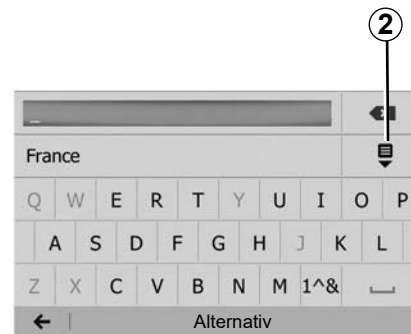 2
_
France
Q W E R T Y U I O P
A S D F G H J K L
Z X C V B N M 1^&
Alternativ